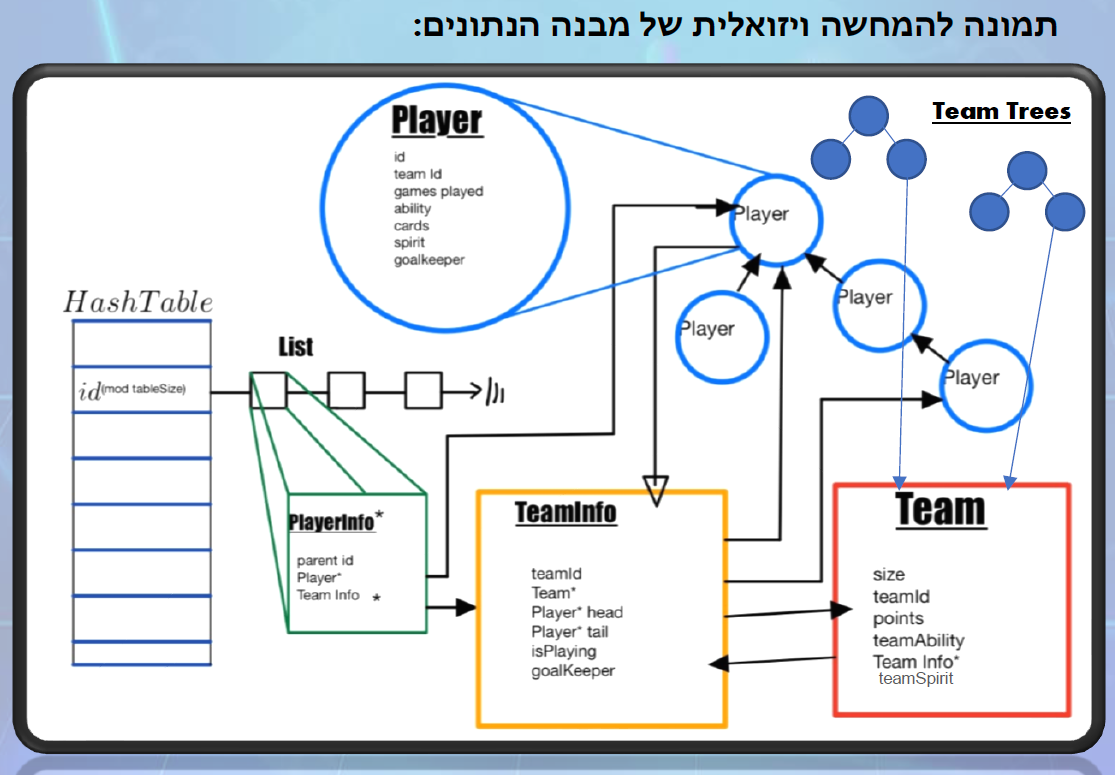 תמונה להמחשה ויזואלית של מבנה הנתונים:
Team Trees
Player
id
team Id
games played
ability
cards
spirit
goalkeeper
Player
Player
Player
Player
HashTable
id(mod tableSize)
List
PlayerInfo*
parent id
Player*
Team Info *
TeamInfo
teamId
Team*
Player* head
Player* tail
isPlaying
goalKeeper
Team
size
teamId
points
teamAbility
Team Info*
teamSpirit